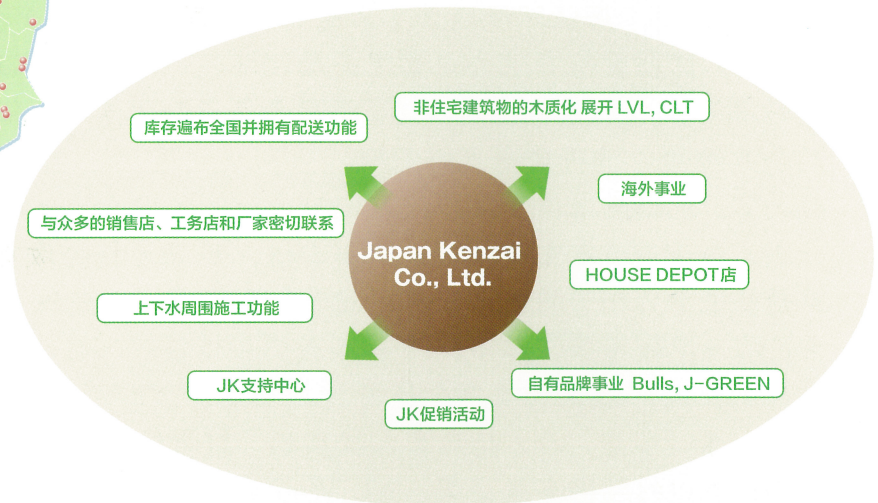 非住宅建筑物的木质化 展开 LVL, CLT
库存遍布全国并拥有配送功能
海外事业
与众多的销售店、工务店和厂家密切联系
Japan Kenzai
Co., Ltd.
HOUSE DEPOT店
上下水周围施工功能
JK支持中心
自有品牌事业 Bulls, J-GREEN
JK促销活动